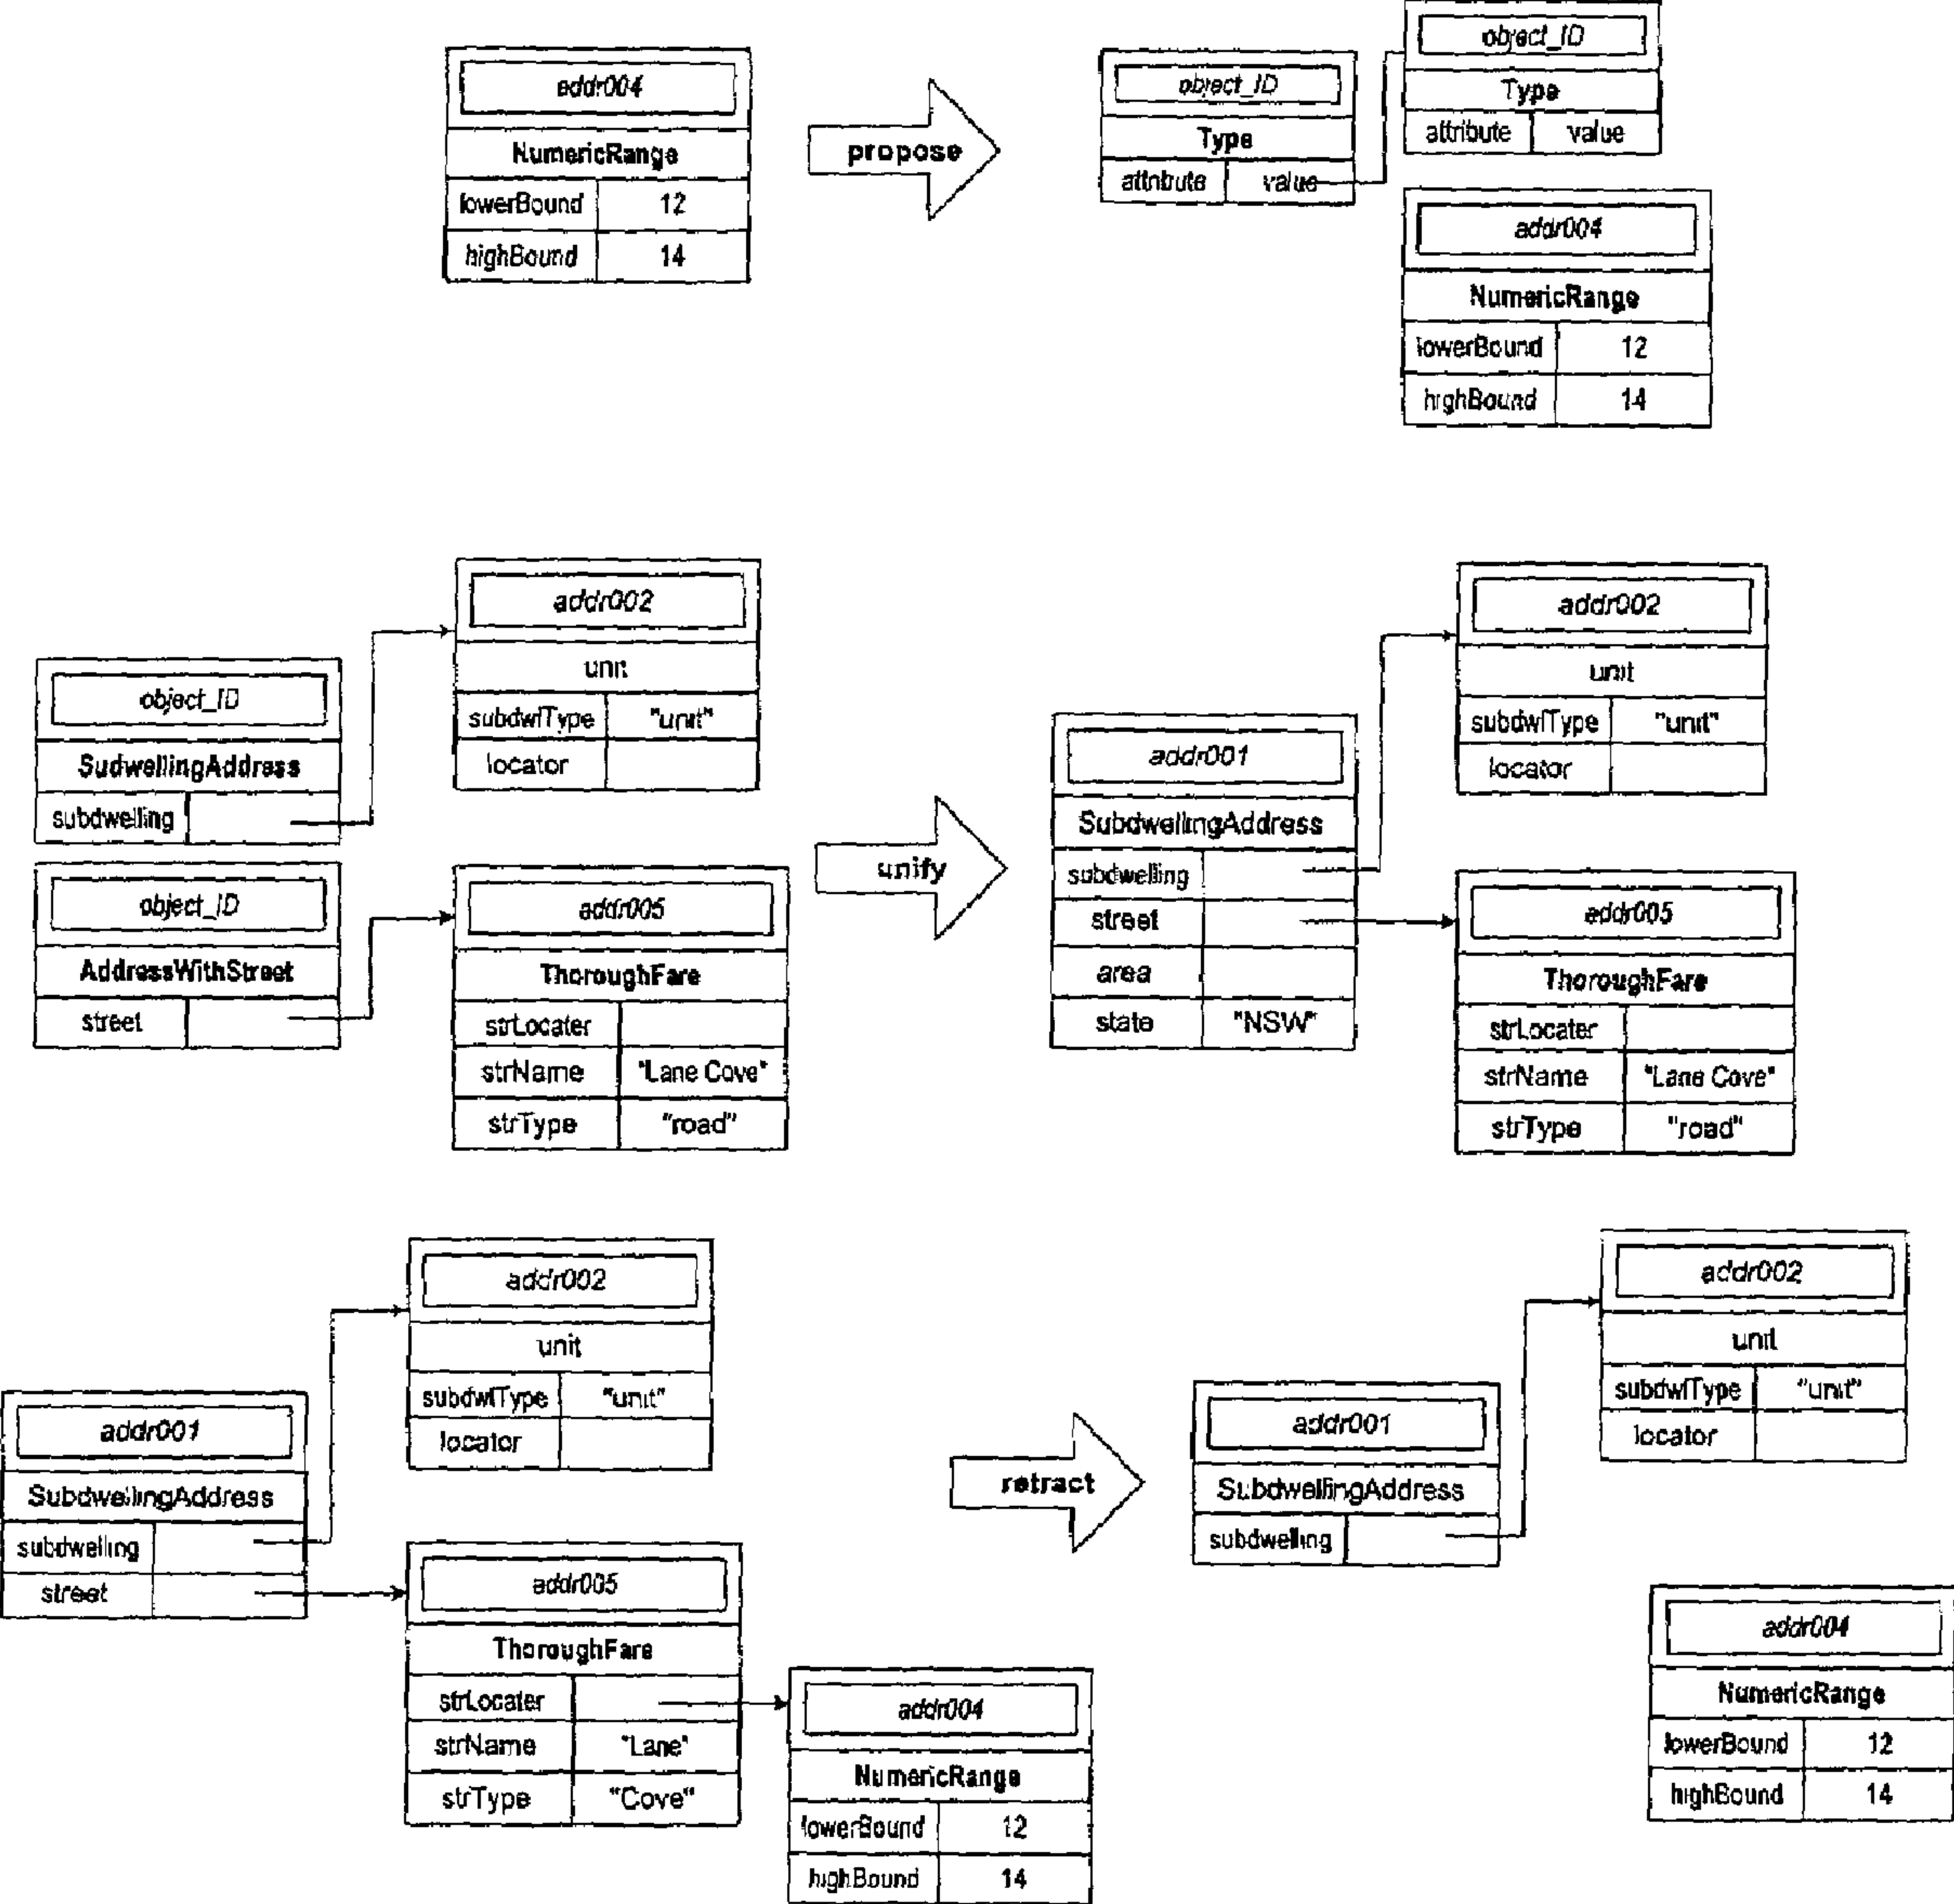 addr004
NumericRange
lowerBound 12
highBound 14
propose
object_ID
Type
attribute value
object_ID
Type
attribute value
addr004
NumericRange
lowerBound 12
highBound 14
object_ID
SudwellingAddress
subdwelling
addr002
unit
subdwlType "unit"
locator
object_ID
AddressWithStreet
street
addr005
ThoroughFare
strLocater
strName "Lane Cove"
strType "road"
unify
addr001
SubdwellingAddress
subdwelling
street
area
state "NSW"
addr002
unit
subdwlType "unit"
locator
addr005
ThoroughFare
strLocater
strName "Lane Cove"
strType "road"
addr001
SubdwellingAddress
subdwelling
street
addr002
unit
subdwlType "unit"
locator
addr005
ThoroughFare
strLocater
strName "Lane"
strType "Cove"
addr004
NumericRange
lowerBound 12
highBound 14
retract
addr001
SubdwellingAddress
subdwelling
addr002
unit
subdwlType "unit"
locator
addr004
NumericRange
lowerBound 12
highBound 14